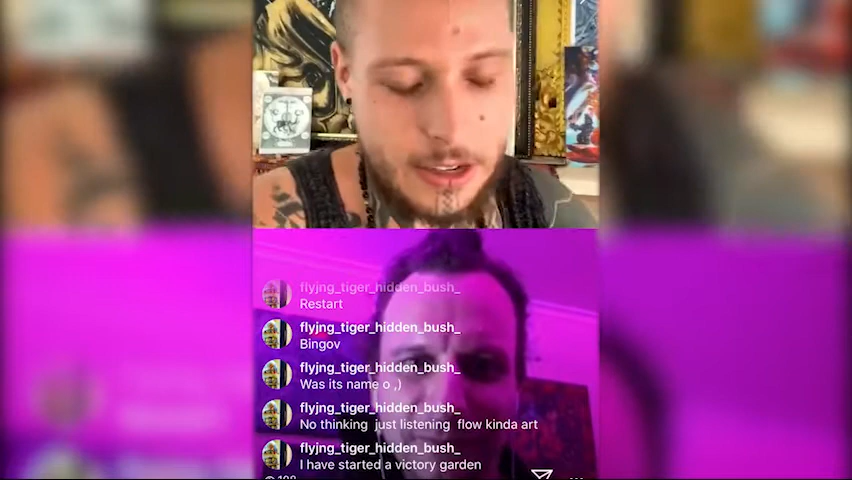 flyjng_tiger_hidden_bush_
Restart
flyjng_tiger_hidden_bush_
Bingov
flyjng_tiger_hidden_bush_
Was its name o ,)
flyjng_tiger_hidden_bush_
No thinking just listening flow kinda art
flyjng_tiger_hidden_bush_
I have started a victory garden